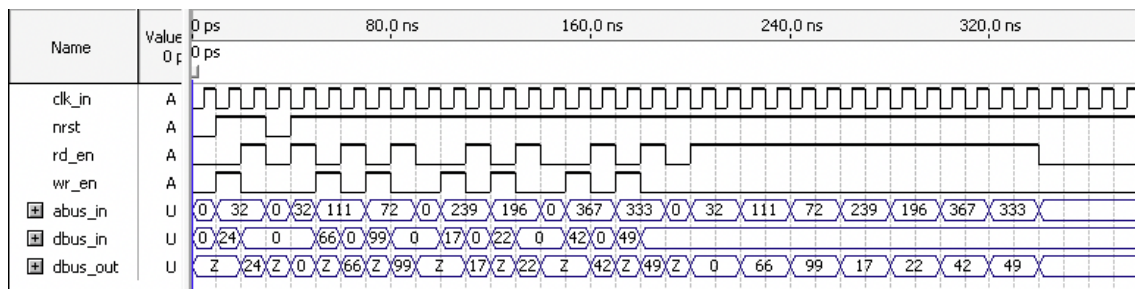 Name Value 0 p 0 ps 80.0 ns 160.0 ns 240.0 ns 320.0 ns
0 ps
clk_in A
nrst A
rd_en A
wr_en A
abus_in U 0 32 0 32 111 72 0 239 196 0 367 333 0 32 111 72 239 196 367 333
dbus_in U 0 24 0 66 0 99 0 17 0 22 0 42 0 49
dbus_out U Z 24 Z 0 Z 66 Z 99 Z 17 Z 22 Z 42 Z 49 Z 0 66 99 17 22 42 49